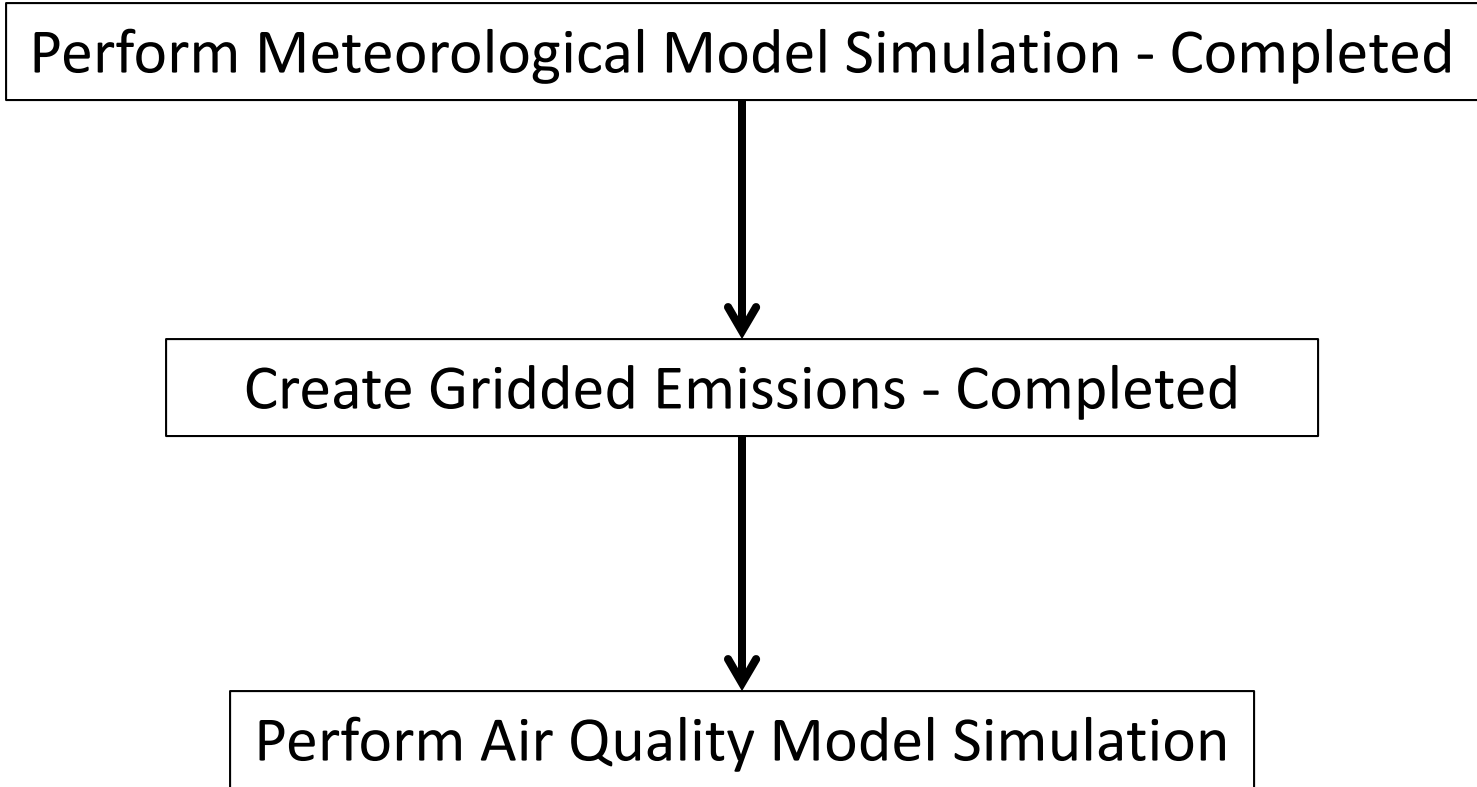 Perform Meteorological Model Simulation - Completed
Create Gridded Emissions - Completed
Perform Air Quality Model Simulation